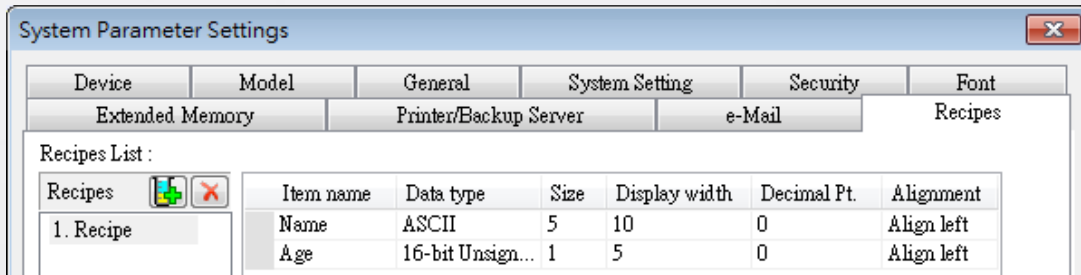 System Parameter Settings
Device Model General System Setting Security Font
Extended Memory Printer/Backup Server e-Mail Recipes
Recipes List :
Recipes
Item name Data type Size Display width Decimal Pt. Alignment
1. Recipe
Name ASCII 5 10 0 Align left
Age 16-bit Unsign... 1 5 0 Align left